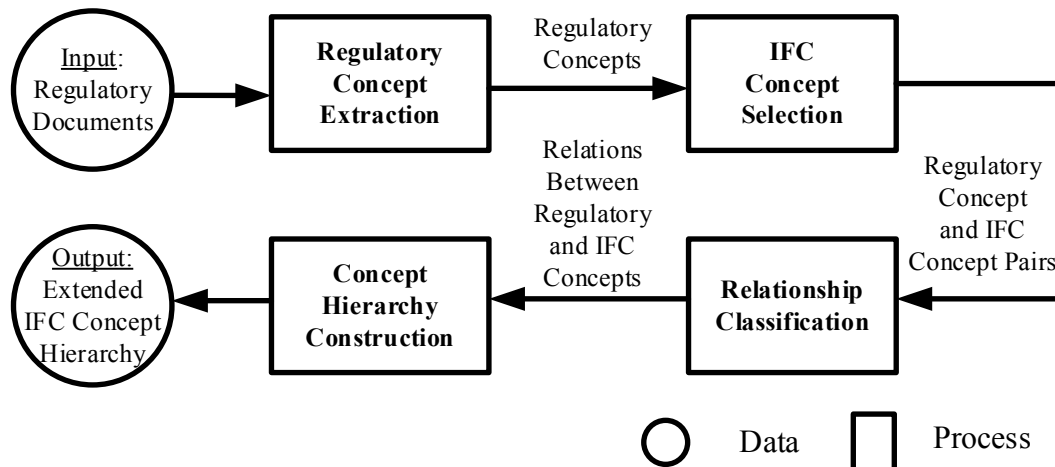 Input:
Regulatory
Documents
Regulatory
Concept
Extraction
Regulatory
Concepts
IFC
Concept
Selection
Regulatory
Concept
and IFC
Concept Pairs
Relationship
Classification
Relations
Between
Regulatory
and IFC
Concepts
Concept
Hierarchy
Construction
Output:
Extended
IFC Concept
Hierarchy
Data
Process